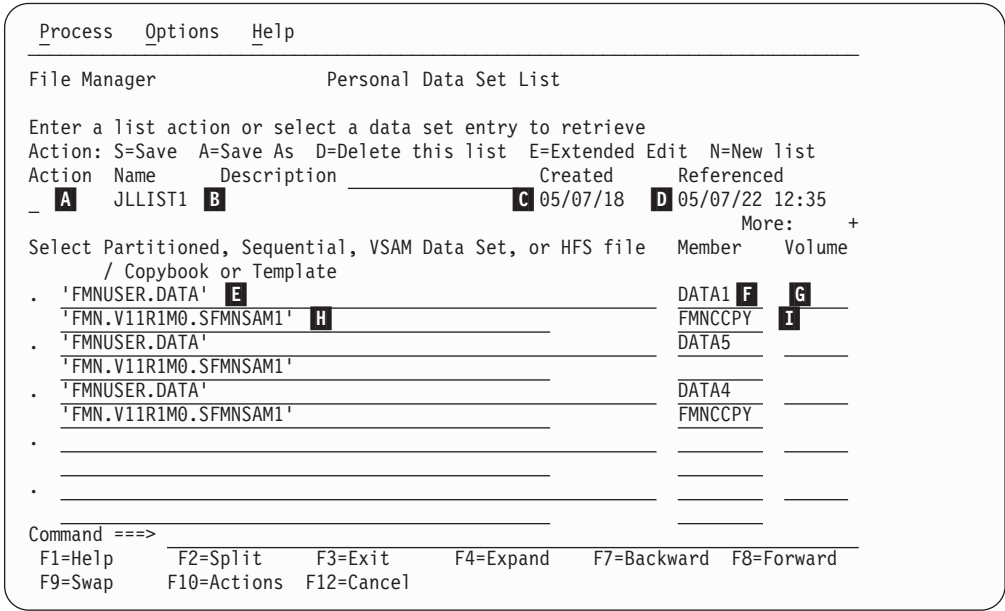 Process Options Help
File Manager Personal Data Set List
Enter a list action or select a data set entry to retrieve
Action: S=Save A=Save As D=Delete this list E=Extended Edit N=New list
Action Name Description Created Referenced
_ A JLLIST1 B C 05/07/18 D 05/07/22 12:35
More: +
Select Partitioned, Sequential, VSAM Data Set, or HFS file Member Volume
/ Copybook or Template
. 'FMNUSER.DATA' E DATA1 F G
'FMN.V11R1M0.SFMNSAM1' H FMNCCPY I
. 'FMNUSER.DATA' DATA5
'FMN.V11R1M0.SFMNSAM1'
. 'FMNUSER.DATA' DATA4
'FMN.V11R1M0.SFMNSAM1' FMNCCPY
.
.
Command ===>
F1=Help F2=Split F3=Exit F4=Expand F7=Backward F8=Forward
F9=Swap F10=Actions F12=Cancel